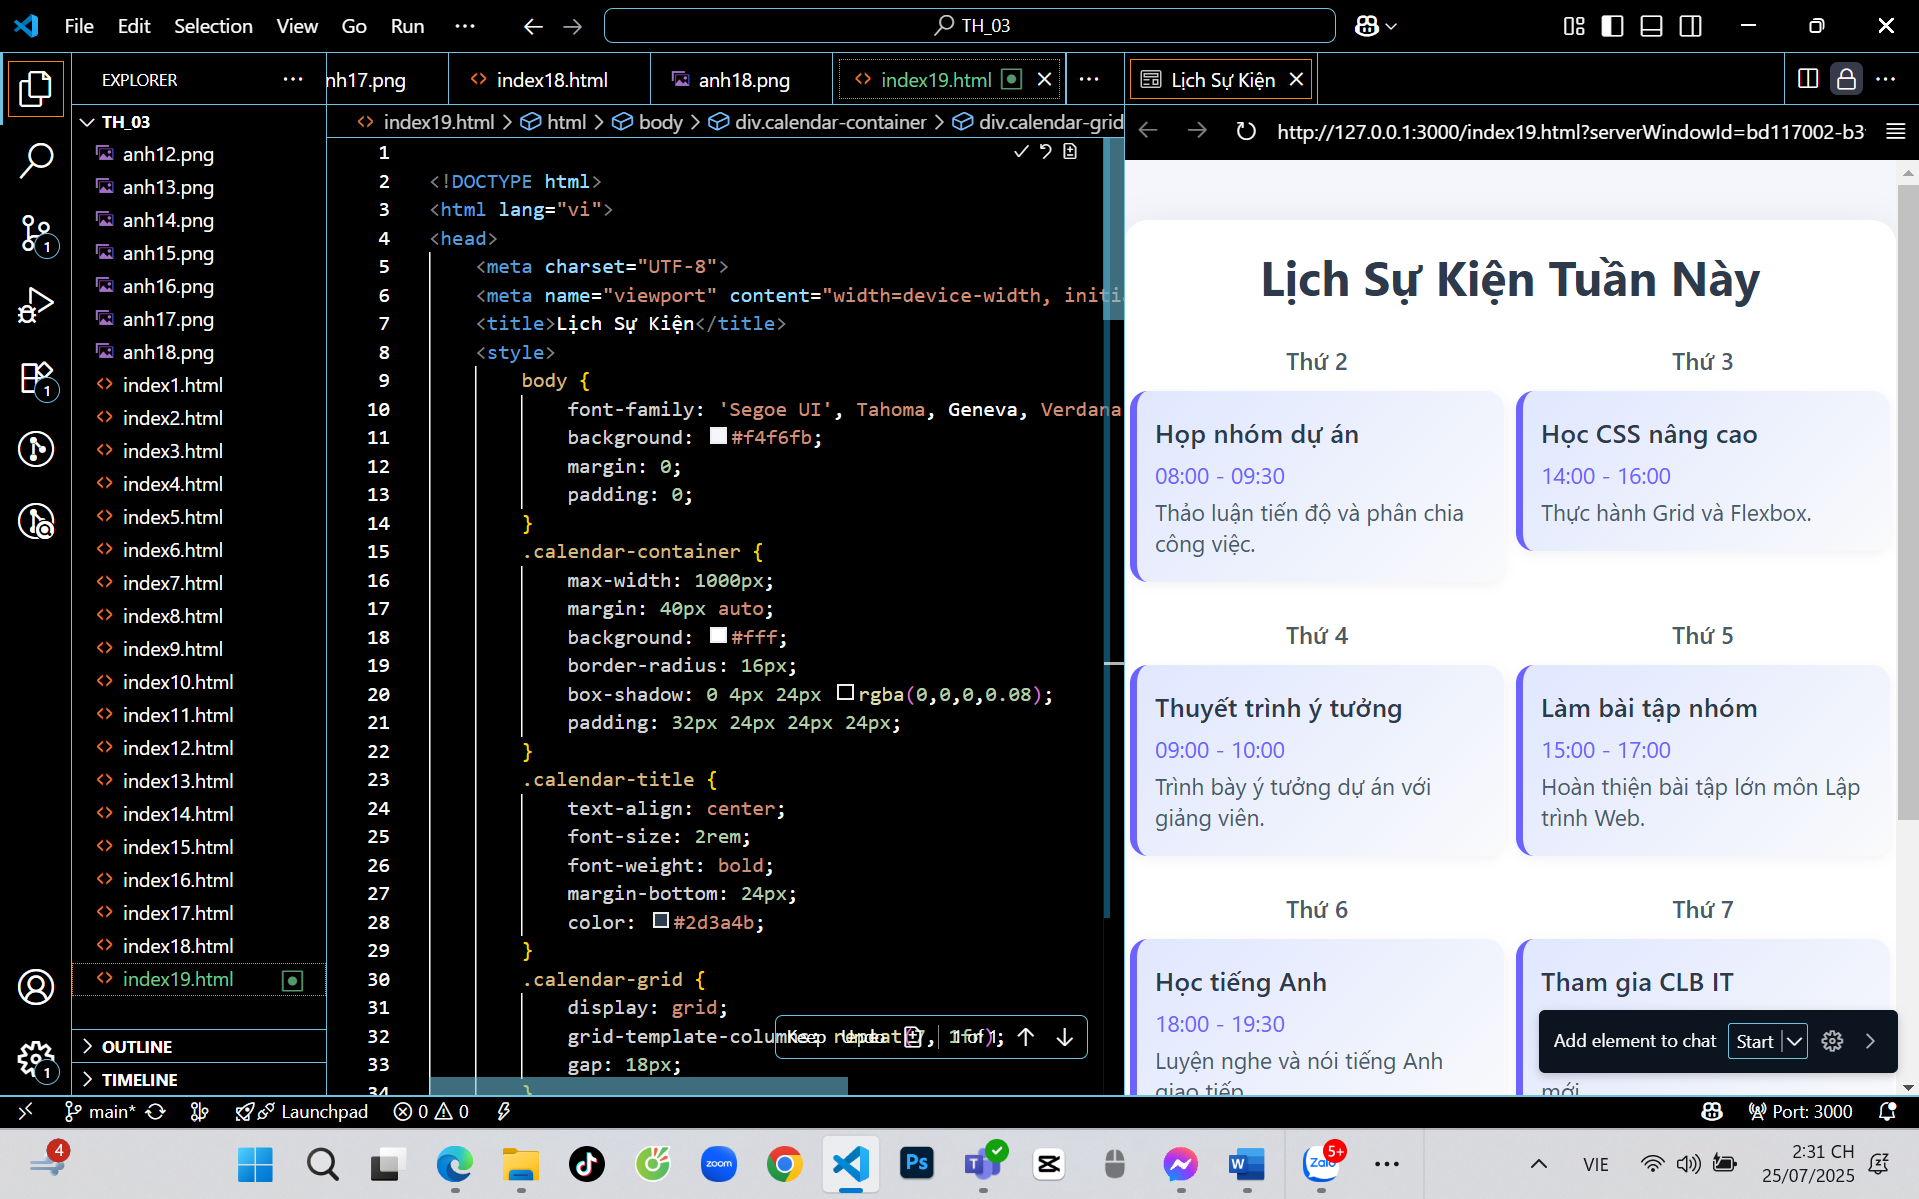 File Edit Selection View Go Run ··· TH_03
EXPLORER ···
nh17.png index18.html anh18.png index19.html ···
Lịch Sự Kiện
TH_03
anh12.png
anh13.png
anh14.png
anh15.png
anh16.png
anh17.png
anh18.png
index1.html
index2.html
index3.html
index4.html
index5.html
index6.html
index7.html
index8.html
index9.html
index10.html
index11.html
index12.html
index13.html
index14.html
index15.html
index16.html
index17.html
index18.html
index19.html
OUTLINE
TIMELINE
index19.html > html > body > div.calendar-container > div.calendar-grid
1
2 <!DOCTYPE html>
3 <html lang="vi">
4 <head>
5 <meta charset="UTF-8">
6 <meta name="viewport" content="width=device-width, initi
7 <title>Lịch Sự Kiện</title>
8 <style>
9 body {
10 font-family: 'Segoe UI', Tahoma, Geneva, Verdana
11 background: #f4f6fb;
12 margin: 0;
13 padding: 0;
14 }
15 .calendar-container {
16 max-width: 1000px;
17 margin: 40px auto;
18 background: #fff;
19 border-radius: 16px;
20 box-shadow: 0 4px 24px rgba(0,0,0,0.08);
21 padding: 32px 24px 24px 24px;
22 }
23 .calendar-title {
24 text-align: center;
25 font-size: 2rem;
26 font-weight: bold;
27 margin-bottom: 24px;
28 color: #2d3a4b;
29 }
30 .calendar-grid {
31 display: grid;
32 grid-template-columns: repeat(7, 1fr);
33 gap: 18px;
34 }
Keep Undo 1 of 1
http://127.0.0.1:3000/index19.html?serverWindowId=bd117002-b3
Lịch Sự Kiện Tuần Này
Thứ 2
Họp nhóm dự án
08:00 - 09:30
Thảo luận tiến độ và phân chia
công việc.
Thứ 3
Học CSS nâng cao
14:00 - 16:00
Thực hành Grid và Flexbox.
Thứ 4
Thuyết trình ý tưởng
09:00 - 10:00
Trình bày ý tưởng dự án với
giảng viên.
Thứ 5
Làm bài tập nhóm
15:00 - 17:00
Hoàn thiện bài tập lớn môn Lập
trình Web.
Thứ 6
Học tiếng Anh
18:00 - 19:30
Luyện nghe và nói tiếng Anh
giao tiếp
Thứ 7
Tham gia CLB IT
mới
Add element to chat Start
1
1
1
main* Launchpad 0 0 Port: 3000
4
zoom
Ps
T
W
Zalo
5+
VIE
2:31 CH
25/07/2025